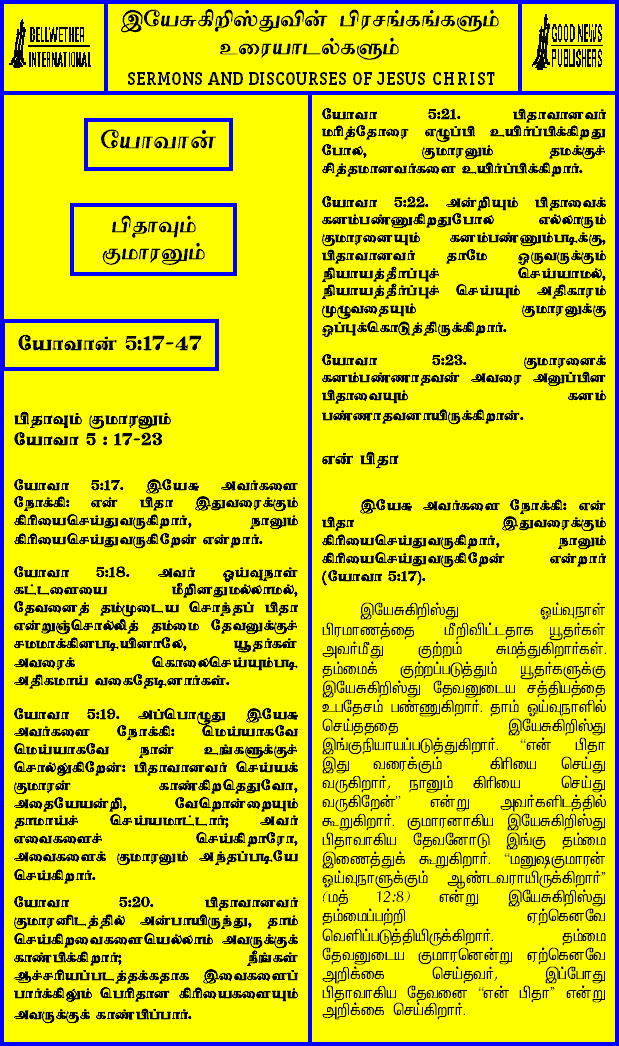 BELLWETHER
INTERNATIONAL
இயேசுகிறிஸ்துவின் பிரசங்கங்களும்
உரையாடல்களும்
SERMONS AND DISCOURSES OF JESUS CHRIST
GOOD NEWS
PUBLISHERS
யோவான்
பிதாவும்
குமாரனும்
யோவான் 5:17-47
பிதாவும் குமாரனும்
யோவா 5 : 17-23
யோவா 5:17. இயேசு அவர்களை
நோக்கி: என் பிதா இதுவரைக்கும்
கிரியைசெய்துவருகிறார், நானும்
கிரியைசெய்துவருகிறேன் என்றார்.
யோவா 5:18. அவர் ஓய்வுநாள்
கட்டளையை மீறினதுமல்லாமல்,
தேவனைத் தம்முடைய சொந்தப் பிதா
என்றுஞ்சொல்லித் தம்மை தேவனுக்குச்
சமமாக்கினபடியினாலே, யூதர்கள்
அவரைக் கொலைசெய்யும்படி
அதிகமாய் வகைதேடினார்கள்.
யோவா 5:19. அப்பொழுது இயேசு
அவர்களை நோக்கி: மெய்யாகவே
மெய்யாகவே நான் உங்களுக்குச்
சொல்லுகிறேன்: பிதாவானவர் செய்யக்
குமாரன் காண்கிறதெதுவோ,
அதையேயன்றி, வேறொன்றையும்
தாமாய்ச் செய்யமாட்டார்; அவர்
எவைகளைச் செய்கிறாரோ,
அவைகளைக் குமாரனும் அந்தப்படியே
செய்கிறார்.
யோவா 5:20. பிதாவானவர்
குமாரனிடத்தில் அன்பாயிருந்து, தாம்
செய்கிறவைகளையெல்லாம் அவருக்குக்
காண்பிக்கிறார்; நீங்கள்
ஆச்சரியப்படத்தக்கதாக இவைகளைப்
பார்க்கிலும் பெரிதான கிரியைகளையும்
அவருக்குக் காண்பிப்பார்.
யோவா 5:21. பிதாவானவர்
மரித்தோரை எழுப்பி உயிர்ப்பிக்கிறது
போல, குமாரனும் தமக்குச்
சித்தமானவர்களை உயிர்ப்பிக்கிறார்.
யோவா 5:22. அன்றியும் பிதாவைக்
கனம்பண்ணுகிறதுபோல எல்லாரும்
குமாரனையும் கனம்பண்ணும்படிக்கு,
பிதாவானவர் தாமே ஒருவருக்கும்
நியாயத்தீர்ப்புச் செய்யாமல்,
நியாயத்தீர்ப்புச் செய்யும் அதிகாரம்
முழுவதையும் குமாரனுக்கு
ஒப்புக்கொடுத்திருக்கிறார்.
யோவா 5:23. குமாரனைக்
கனம்பண்ணாதவன் அவரை அனுப்பின
பிதாவையும் கனம்
பண்ணாதவனாயிருக்கிறான்.
என் பிதா
இயேசு அவர்களை நோக்கி: என்
பிதா இதுவரைக்கும்
கிரியைசெய்துவருகிறார், நானும்
கிரியைசெய்துவருகிறேன் என்றார்
(யோவா 5:17).
இயேசுகிறிஸ்து ஓய்வுநாள்
பிரமாணத்தை மீறிவிட்டதாக யூதர்கள்
அவர்மீது குற்றம் சுமத்துகிறார்கள்.
தம்மைக் குற்றப்படுத்தும் யூதர்களுக்கு
இயேசுகிறிஸ்து தேவனுடைய சத்தியத்தை
உபதேசம் பண்ணுகிறார். தாம் ஓய்வுநாளில்
செய்தததை இயேசுகிறிஸ்து
இங்குநியாயப்படுத்துகிறார். “என் பிதா
இது வரைக்கும் கிரியை செய்து
வருகிறார், நானும் கிரியை செய்து
வருகிறேன்” என்று அவர்களிடத்தில்
கூறுகிறார். குமாரனாகிய இயேசுகிறிஸ்து
பிதாவாகிய தேவனோடு இங்கு தம்மை
இணைத்துக் கூறுகிறார். “மனுஷகுமாரன்
ஓய்வுநாளுக்கும் ஆண்டவராயிருக்கிறார்”
(மத் 12:8) என்று இயேசுகிறிஸ்து
தம்மைப்பற்றி ஏற்கெனவே
வெளிப்படுத்தியிருக்கிறார். தம்மை
தேவனுடைய குமாரனென்று ஏற்கெனவே
அறிக்கை செய்தவர், இப்போது
பிதாவாகிய தேவனை “என் பிதா” என்று
அறிக்கை செய்கிறார்.